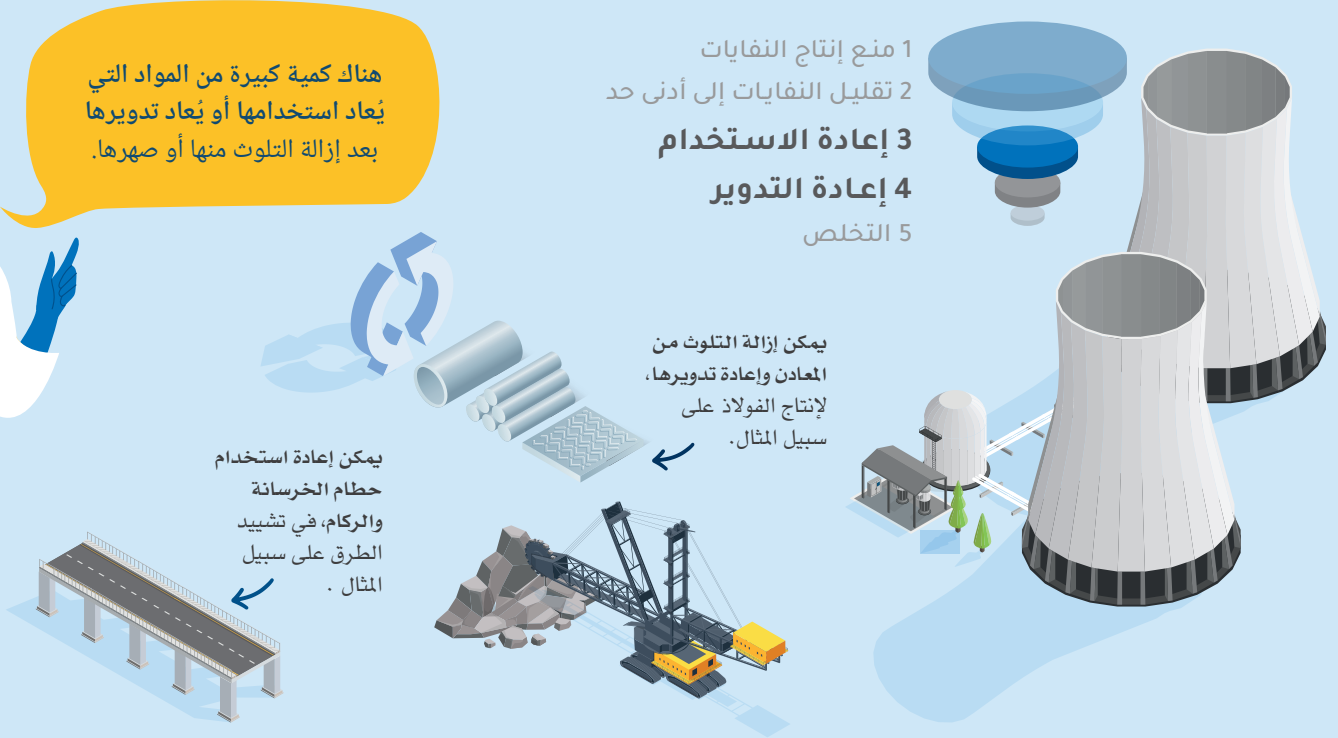 هناك كمية كبيرة من المواد التي
يُعاد استخدامها أو يُعاد تدويرها
بعد إزالة التلوث منها أو صهرها.
1 منع إنتاج النفايات
2 تقليل النفايات إلى أدنى حد
3 إعادة الاستخدام
4 إعادة التدوير
5 التخلص
يمكن إزالة التلوث من
المعادن وإعادة تدويرها،
لإنتاج الفولاذ على
سبيل المثال.
يمكن إعادة استخدام
حطام الخرسانة
والركام، في تشييد
الطرق على سبيل
المثال .